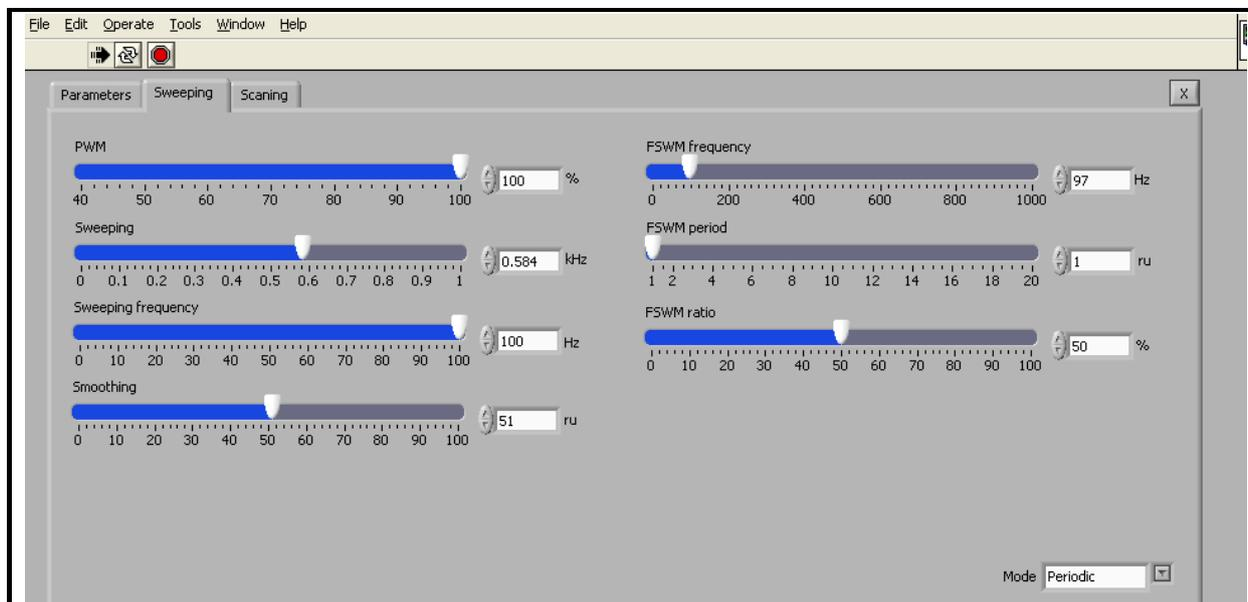 File Edit Operate Tools Window Help
Parameters Sweeping Scaning X
PWM
100 %
40 50 60 70 80 90 100
Sweeping
0.584 kHz
0 0.1 0.2 0.3 0.4 0.5 0.6 0.7 0.8 0.9 1
Sweeping frequency
100 Hz
0 10 20 30 40 50 60 70 80 90 100
Smoothing
51 ru
0 10 20 30 40 50 60 70 80 90 100
FSWM frequency
97 Hz
0 200 400 600 800 1000
FSWM period
1 ru
1 2 4 6 8 10 12 14 16 18 20
FSWM ratio
50 %
0 10 20 30 40 50 60 70 80 90 100
Mode Periodic